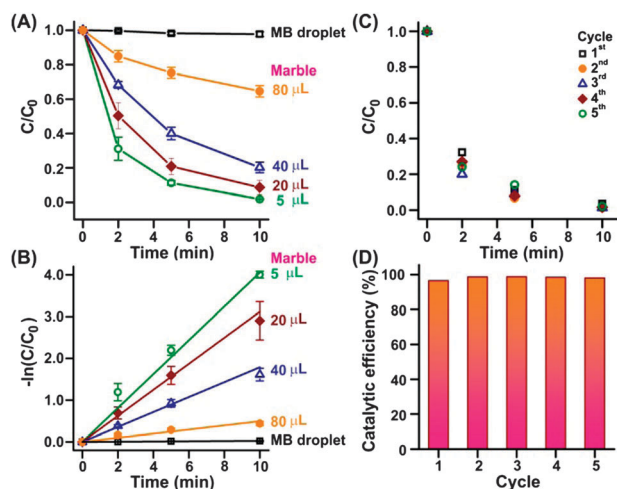 (A)
1.0
0.8
0.6
0.4
0.2
0.0
C/C0
MB droplet
Marble
80 μL
40 μL
20 μL
5 μL
0 2 4 6 8 10
Time (min)
(B)
4.0
3.0
2.0
1.0
0.0
-ln(C/C0)
Marble
5 μL
20 μL
40 μL
80 μL
MB droplet
0 2 4 6 8 10
Time (min)
(C)
1.0
0.8
0.6
0.4
0.2
0.0
C/C0
Cycle
1st
2nd
3rd
4th
5th
0 2 4 6 8 10
Time (min)
(D)
100
80
60
40
20
0
Catalytic efficiency (%)
1 2 3 4 5
Cycle